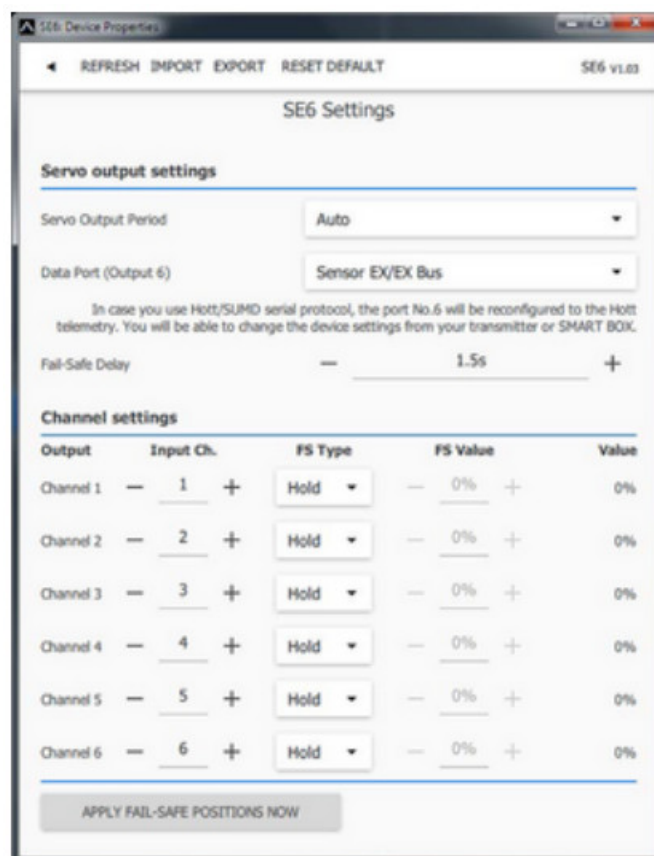 SE6: Device Properties
◄ REFRESH IMPORT EXPORT RESET DEFAULT SE6 V1.03
SE6 Settings
Servo output settings
Servo Output Period Auto
Data Port (Output 6) Sensor EX/EX Bus
In case you use Hott/SUMD serial protocol, the port No.6 will be reconfigured to the Hott
telemetry. You will be able to change the device settings from your transmitter or SMART BOX.
Fail-Safe Delay — 1.5s +
Channel settings
Output Input Ch. FS Type FS Value Value
Channel 1 — 1 + Hold — 0% + 0%
Channel 2 — 2 + Hold — 0% + 0%
Channel 3 — 3 + Hold — 0% + 0%
Channel 4 — 4 + Hold — 0% + 0%
Channel 5 — 5 + Hold — 0% + 0%
Channel 6 — 6 + Hold — 0% + 0%
APPLY FAIL-SAFE POSITIONS NOW